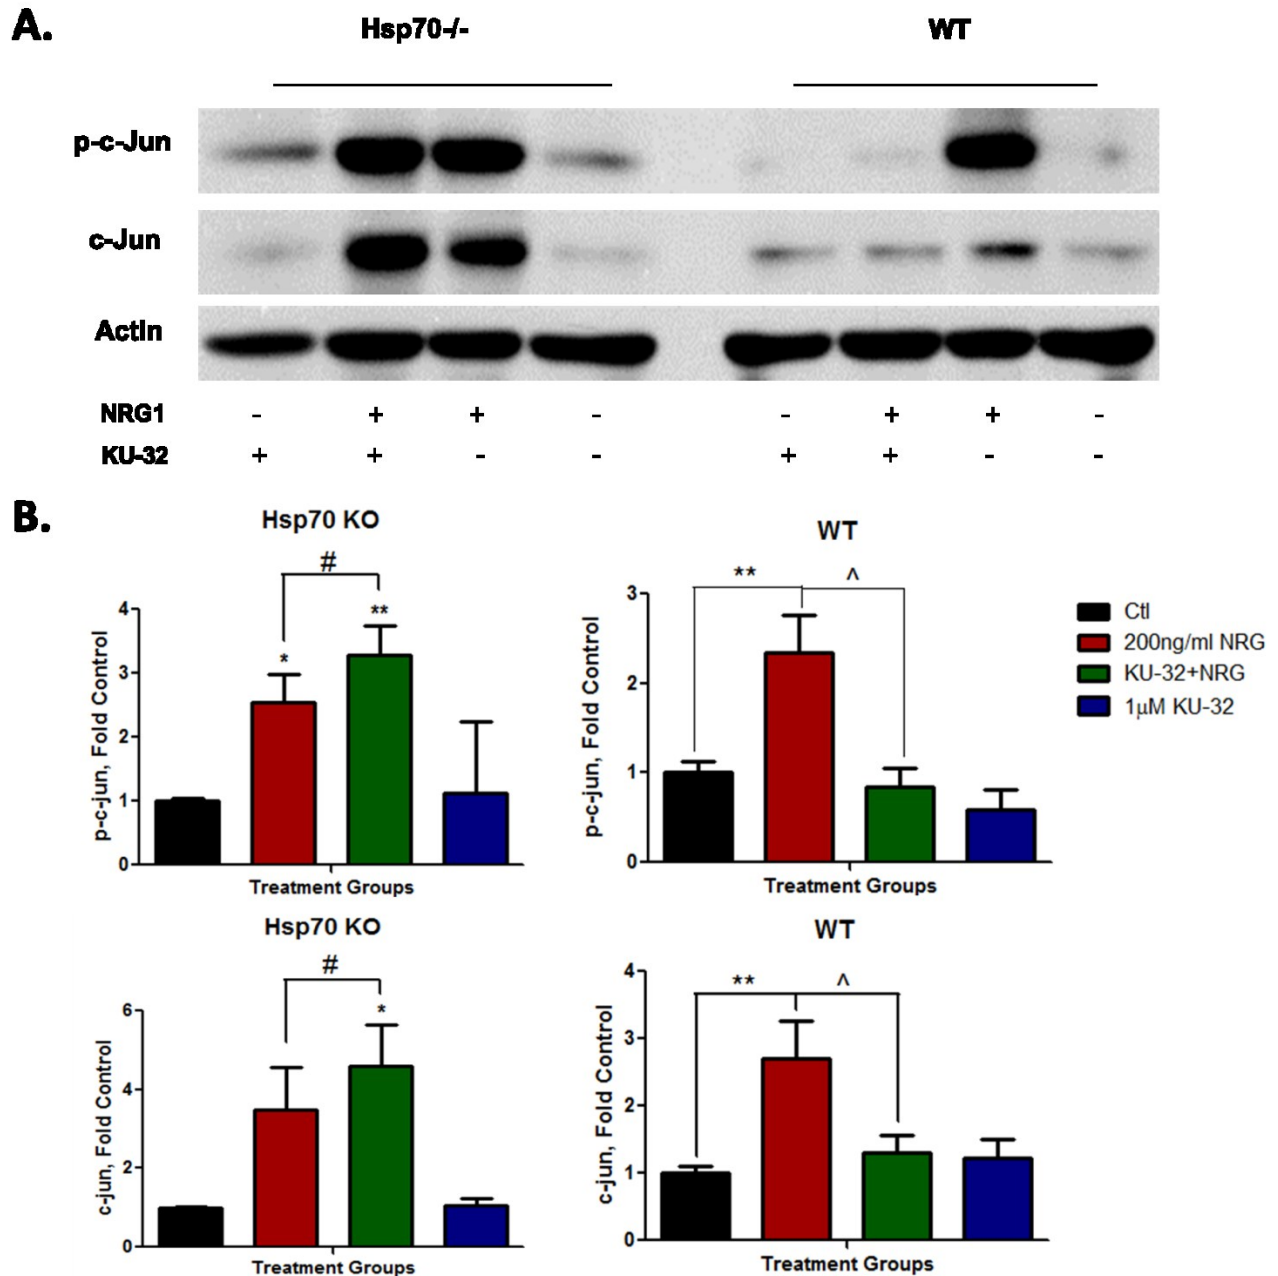 A.
Hsp70-/-
WT
p-c-Jun
c-Jun
Actin
NRG1 - + + - - + + -
KU-32 + + - - + + - -
B.
Hsp70 KO
#
*
**
p-c-jun, Fold Control
4
3
2
1
0
Treatment Groups
WT
**
^
p-c-jun, Fold Control
3
2
1
0
Treatment Groups
Ctl
200ng/ml NRG
KU-32+NRG
1μM KU-32
Hsp70 KO
#
*
c-jun, Fold Control
6
4
2
0
Treatment Groups
WT
**
^
c-jun, Fold Control
4
3
2
1
0
Treatment Groups